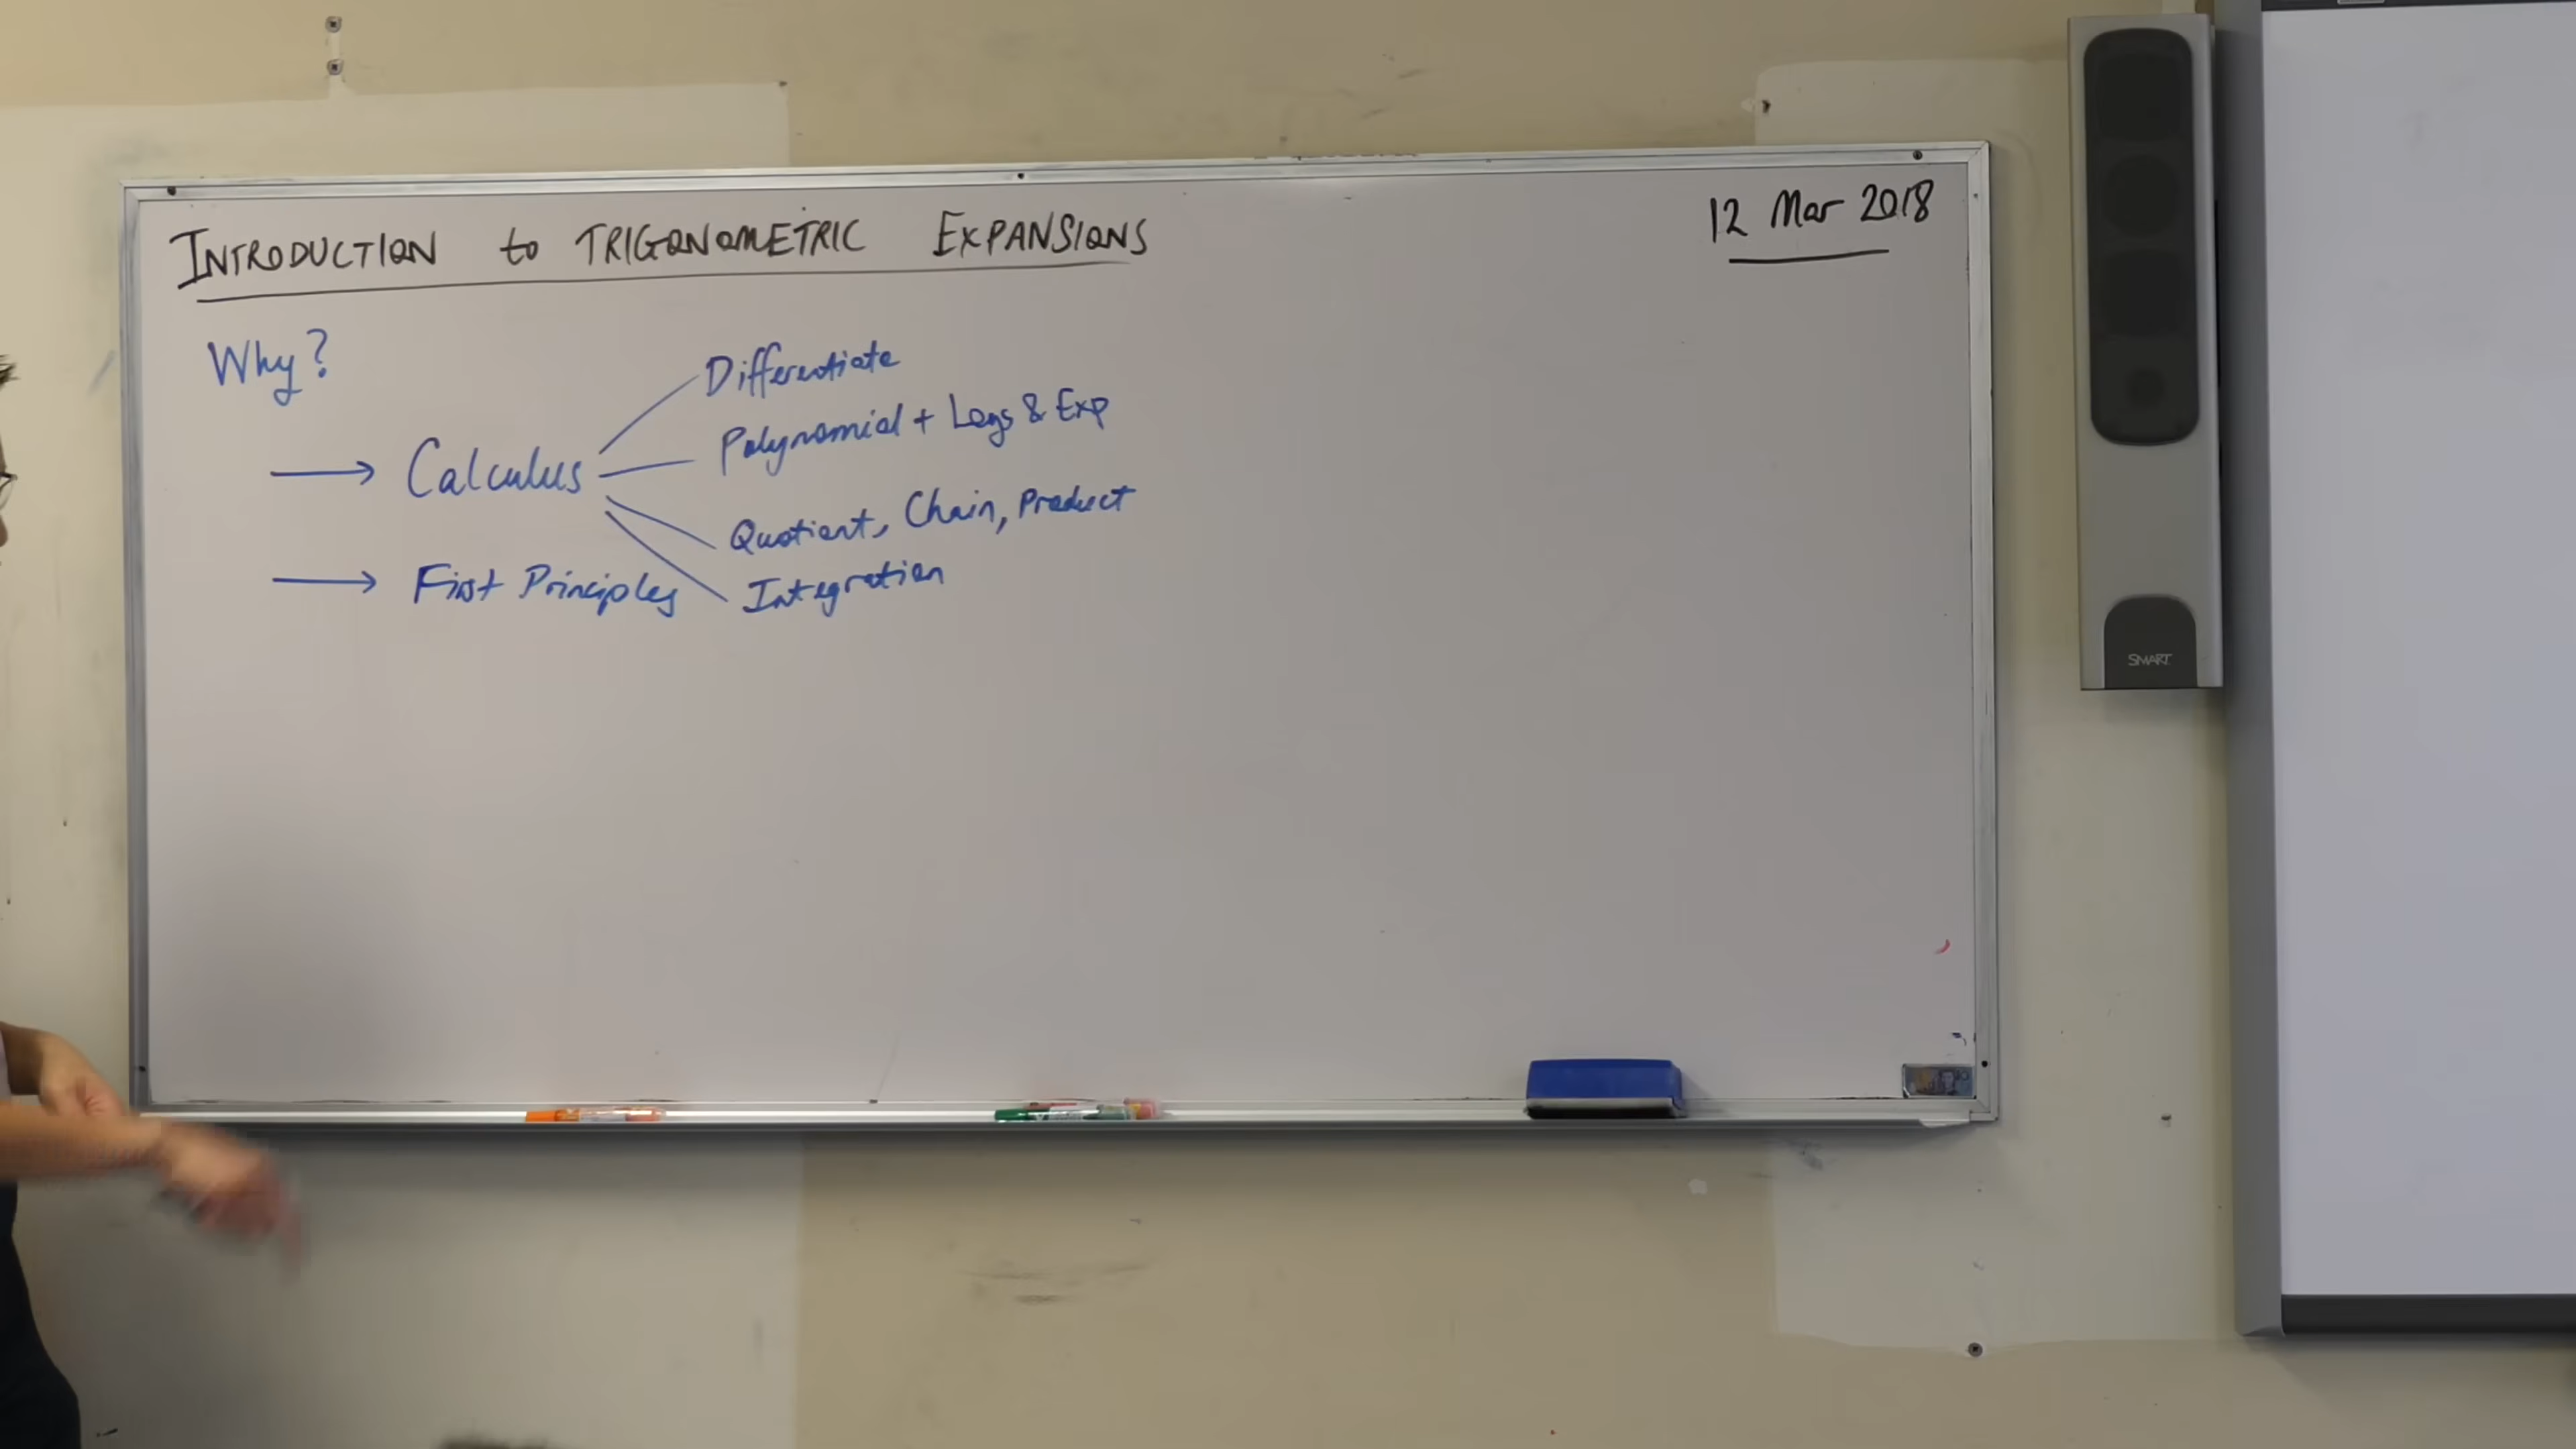 INTRODUCTION to TRIGONOMETRIC EXPANSIONS
12 Mar 2018
Why?
→ Calculus
Differentiate
Polynomial + Logs & Exp
Quotient, Chain, Product
Integration
→ First Principles
SMART